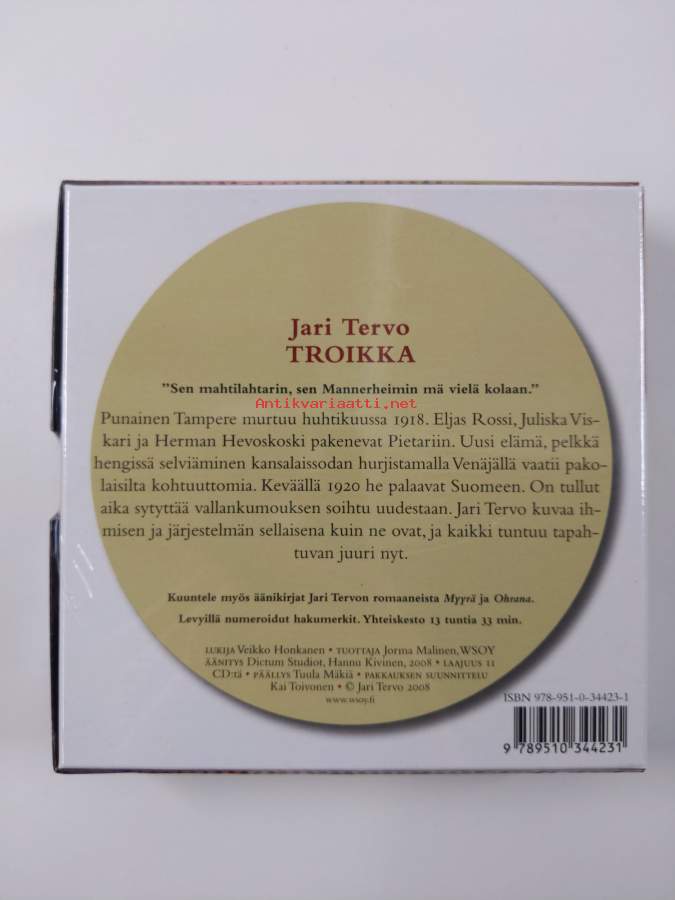 Jari Tervo
TROIKKA
"Sen mahtilahtarin, sen Mannerheimin mä vielä kolaan."
Antikvariaatti.net
Punainen Tampere murtuu huhtikuussa 1918. Eljas Rossi, Juliska Vis-
kari ja Herman Hevoskoski pakenevat Pietariin. Uusi elämä, pelkkä
hengissä selviäminen kansalaissodan hurjistamalla Venäjällä vaatii pako-
laisilta kohtuuttomia. Keväällä 1920 he palaavat Suomeen. On tullut
aika sytyttää vallankumouksen soihtu uudestaan. Jari Tervo kuvaa ih-
misen ja järjestelmän sellaisena kuin ne ovat, ja kaikki tuntuu tapah-
tuvan juuri nyt.
Kuuntele myös äänikirjat Jari Tervon romaaneista Myyrä ja Ohrana.
Levyillä numeroidut hakumerkit. Yhteiskesto 13 tuntia 33 min.
LUKIJA Veikko Honkanen • TUOTTAJA Jorma Malinen, WSOY
ÄÄNITYS Dictum Studiot, Hannu Kivinen, 2008 • LAAJUUS 11
CD:tä • PÄÄLLYS Tuula Mäkiä • PAKKAUKSEN SUUNNITTELU
Kai Toivonen • © Jari Tervo 2008
www.wsoy.fi
ISBN 978-951-0-34423-1
9 789510 344231